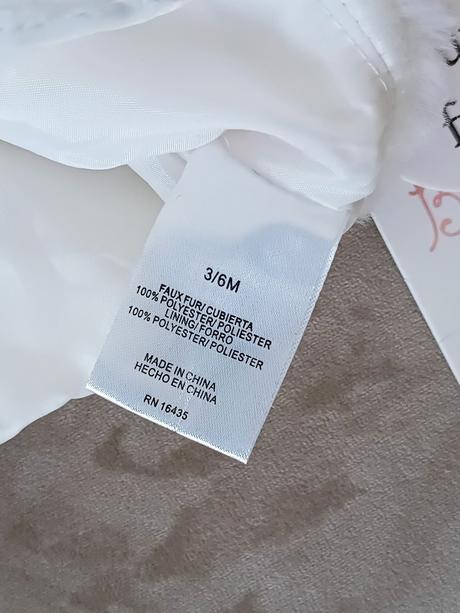 3/6M
FAUX FUR/ CUBIERTA
100% POLYESTER/ POLIESTER
LINING/ FORRO
100% POLYESTER/ POLIESTER
MADE IN CHINA
HECHO EN CHINA
RN 16435